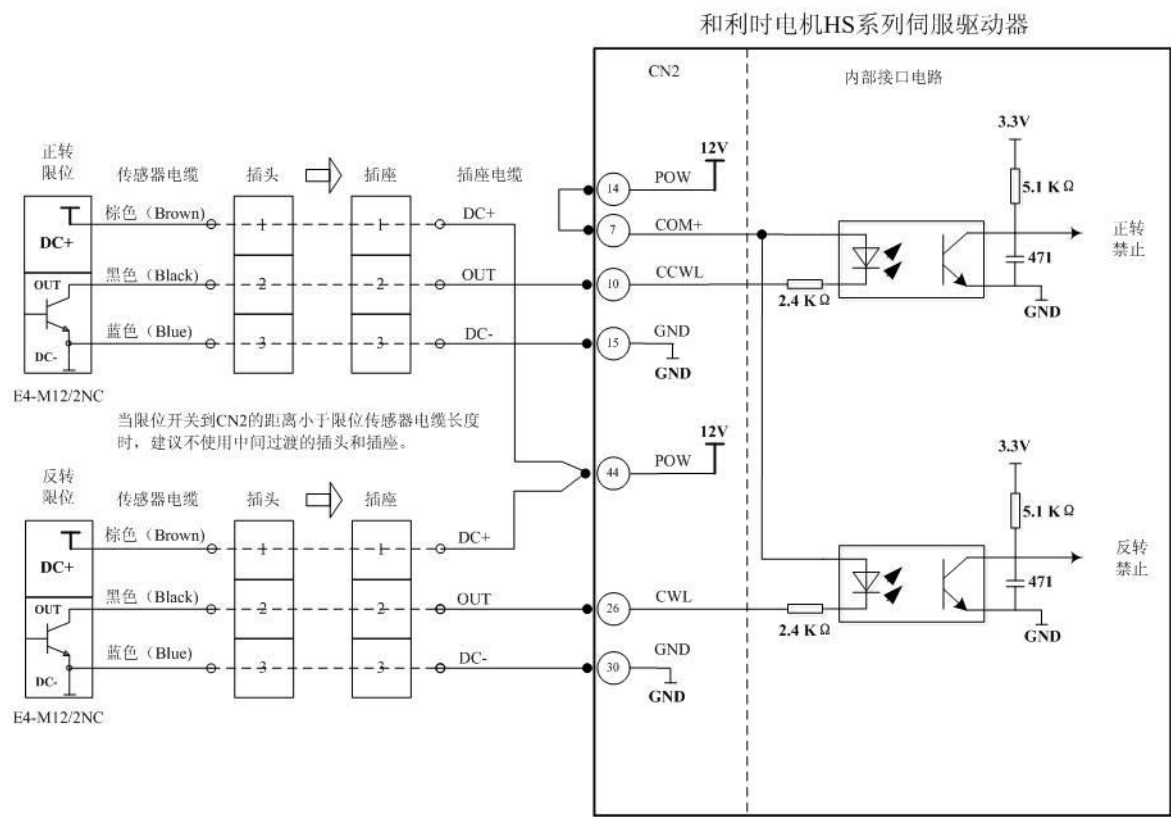 和利时电机HS系列伺服驱动器
CN2
内部接口电路
正转
限位
传感器电缆
插头
插座
插座电缆
DC+
棕色（Brown)
1
1
DC+
OUT
黑色（Black)
2
2
OUT
蓝色（Blue)
3
3
DC-
DC-
E4-M12/2NC
14
POW
12V
7
COM+
10
CCWL
2.4 KΩ
15
GND
GND
3.3V
5.1 KΩ
471
GND
正转
禁止
当限位开关到CN2的距离小于限位传感器电缆长度
时，建议不使用中间过渡的插头和插座。
44
POW
12V
反转
限位
传感器电缆
插头
插座
DC+
棕色（Brown)
1
1
DC+
OUT
黑色（Black)
2
2
OUT
蓝色（Blue)
3
3
DC-
DC-
E4-M12/2NC
26
CWL
2.4 KΩ
30
GND
GND
3.3V
5.1 KΩ
471
GND
反转
禁止